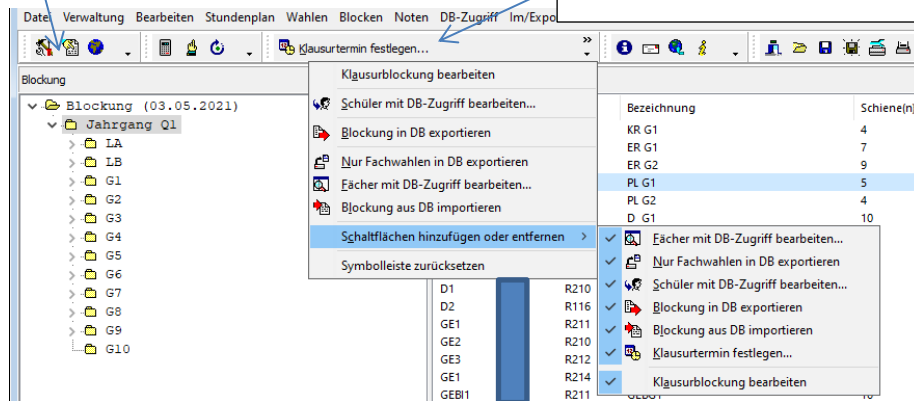 Datei Verwaltung Bearbeiten Stundenplan Wahlen Blocken Noten DB-Zugriff Im/Expo
Klausurtermin festlegen...
Blockung
Blockung (03.05.2021)
Jahrgang Q1
LA
LB
G1
G2
G3
G4
G5
G6
G7
G8
G9
G10
Klausurblockung bearbeiten
Schüler mit DB-Zugriff bearbeiten...
Blockung in DB exportieren
Nur Fachwahlen in DB exportieren
Fächer mit DB-Zugriff bearbeiten...
Blockung aus DB importieren
Schaltflächen hinzufügen oder entfernen
Symbolleiste zurücksetzen
Bezeichnung Schiene(n)
KR G1 4
ER G1 7
ER G2 9
PL G1 5
PL G2 4
D G1 10
Fächer mit DB-Zugriff bearbeiten...
Nur Fachwahlen in DB exportieren
Schüler mit DB-Zugriff bearbeiten...
Blockung in DB exportieren
Blockung aus DB importieren
Klausurtermin festlegen...
Klausurblockung bearbeiten
D1 R210
D2 R116
GE1 R211
GE2 R210
GE3 R212
GE1 R214
GEBI1 R211